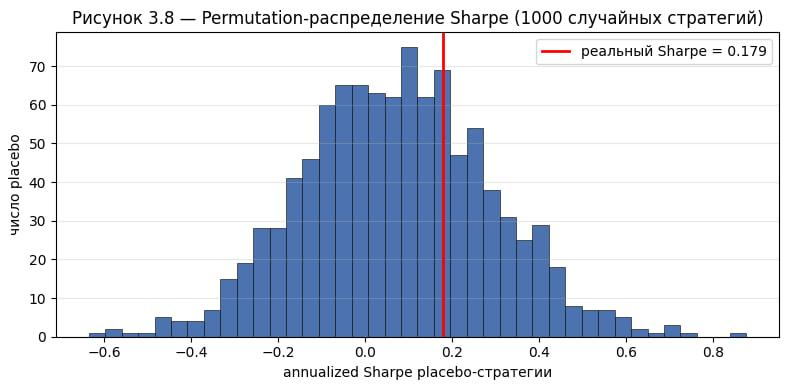 Рисунок 3.8 — Permutation-распределение Sharpe (1000 случайных стратегий)
реальный Sharpe = 0.179
число placebo
70
60
50
40
30
20
10
0
−0.6 −0.4 −0.2 0.0 0.2 0.4 0.6 0.8
annualized Sharpe placebo-стратегии